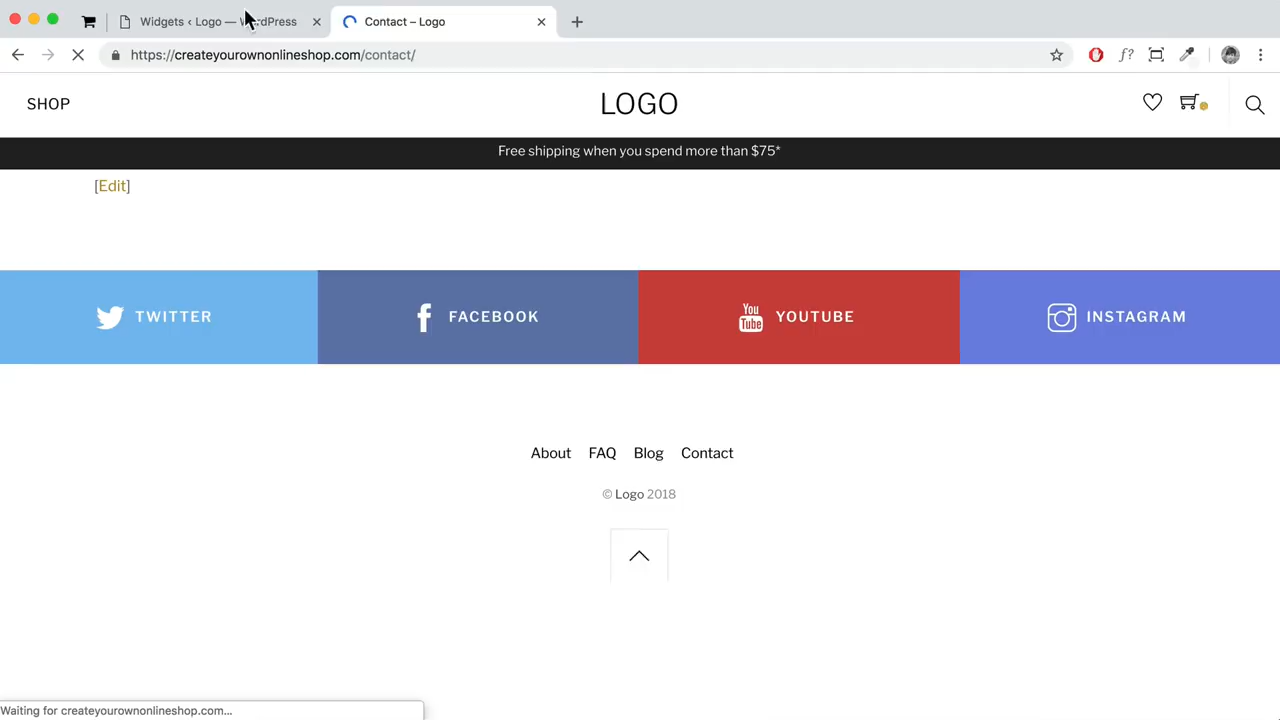 Widgets ‹ Logo — WordPress
Contact – Logo
https://createyourownonlineshop.com/contact/
f?
SHOP
LOGO
Free shipping when you spend more than $75*
[Edit]
TWITTER
FACEBOOK
You Tube YOUTUBE
INSTAGRAM
About FAQ Blog Contact
© Logo 2018
Waiting for createyourownonlineshop.com...